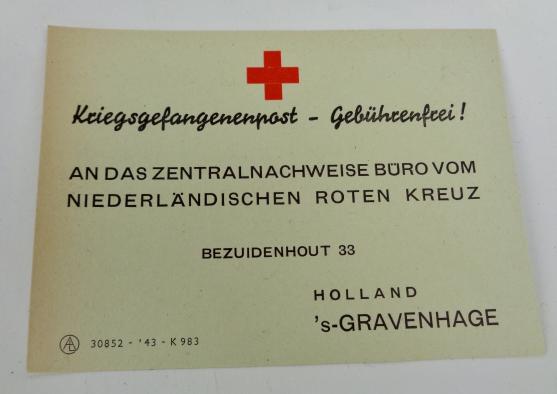 Kriegsgefangenenpost – Gebührenfrei!
AN DAS ZENTRALNACHWEISE BÜRO VOM
NIEDERLÄNDISCHEN ROTEN KREUZ
BEZUIDENHOUT 33
HOLLAND
's-GRAVENHAGE
30852 - '43 - K 983